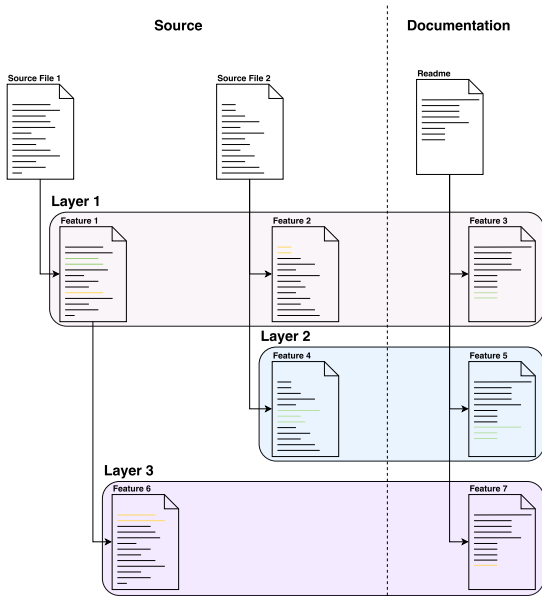 Source
Documentation
Source File 1
Source File 2
Readme
Layer 1
Feature 1
Feature 2
Feature 3
Layer 2
Feature 4
Feature 5
Layer 3
Feature 6
Feature 7